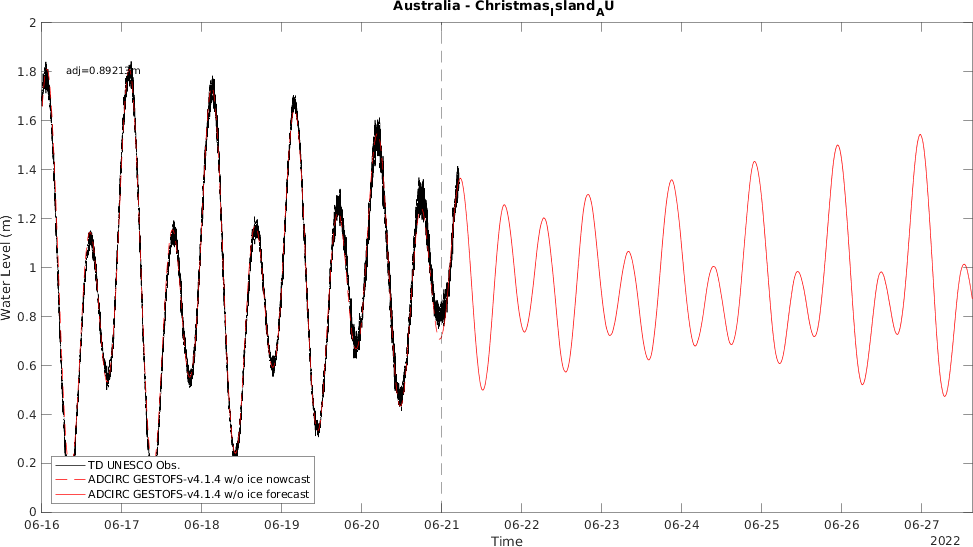 Australia - ChristmasIslandAU
2
1.8
adj=0.89213m
1.6
1.4
1.2
1
0.8
0.6
0.4
0.2
0
Water Level (m)
TD UNESCO Obs.
ADCIRC GESTOFS-v4.1.4 w/o ice nowcast
ADCIRC GESTOFS-v4.1.4 w/o ice forecast
06-16 06-17 06-18 06-19 06-20 06-21 06-22 06-23 06-24 06-25 06-26 06-27
Time
2022